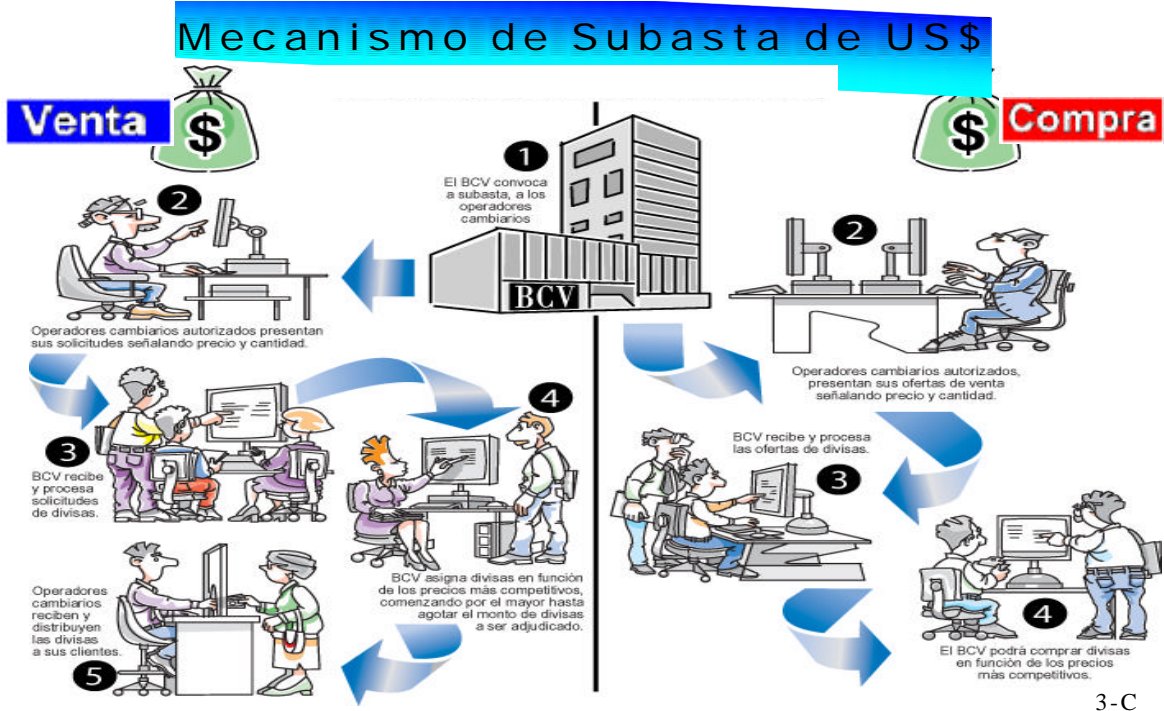 Mecanismo de Subasta de US$
Venta
$
$
Compra
1
El BCV convoca
a subasta, a los
operadores
cambiarios
BCV
2
Operadores cambiarios autorizados presentan
sus solicitudes señalando precio y cantidad.
3
BCV recibe
y procesa
solicitudes
de divisas.
4
BCV asigna divisas en función
de los precios màs competitivos,
comenzando por el mayor hasta
agotar el monto de divisas
a ser adjudicado.
Operadores
cambiarios
reciben y
distribuyen
las divisas
a sus clientes.
5
2
Operadores cambiarios autorizados,
presentan sus ofertas de venta
señalando precio y cantidad.
BCV recibe y procesa
las ofertas de divisas.
3
4
El BCV podrá comprar divisas
en función de los precios
màs competitivos.
3-C